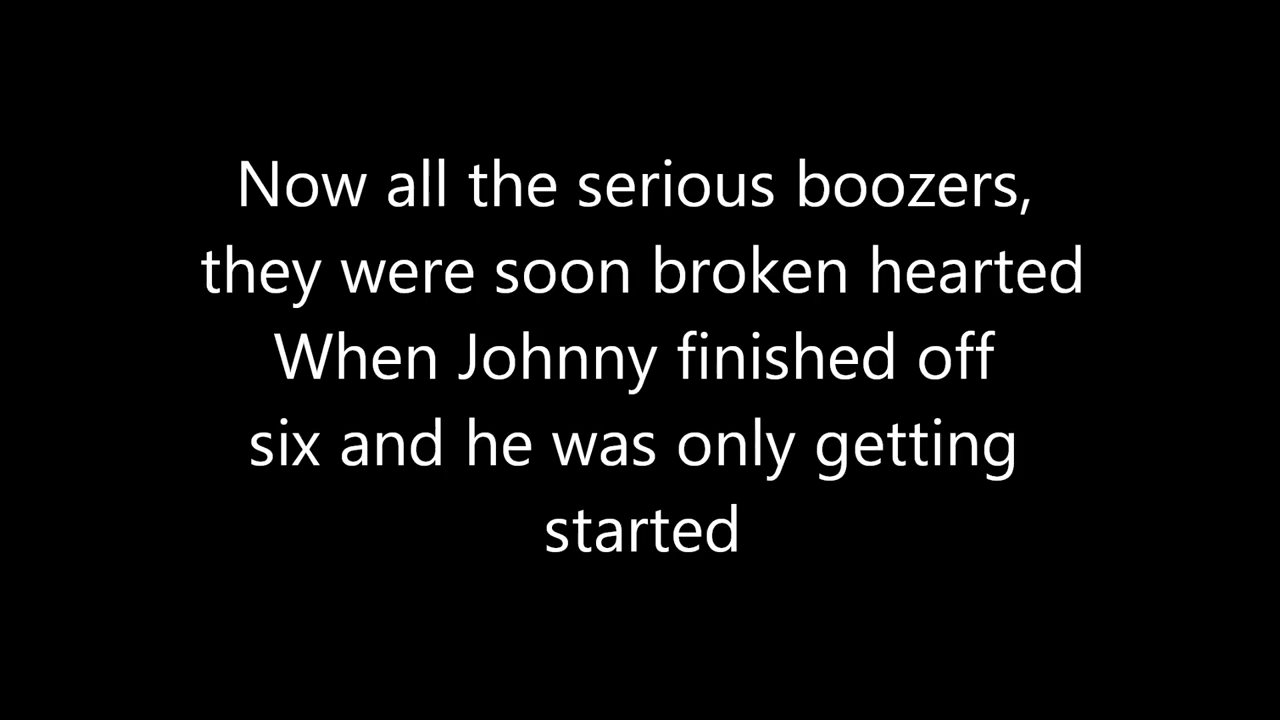 Now all the serious boozers,
they were soon broken hearted
When Johnny finished off
six and he was only getting
started